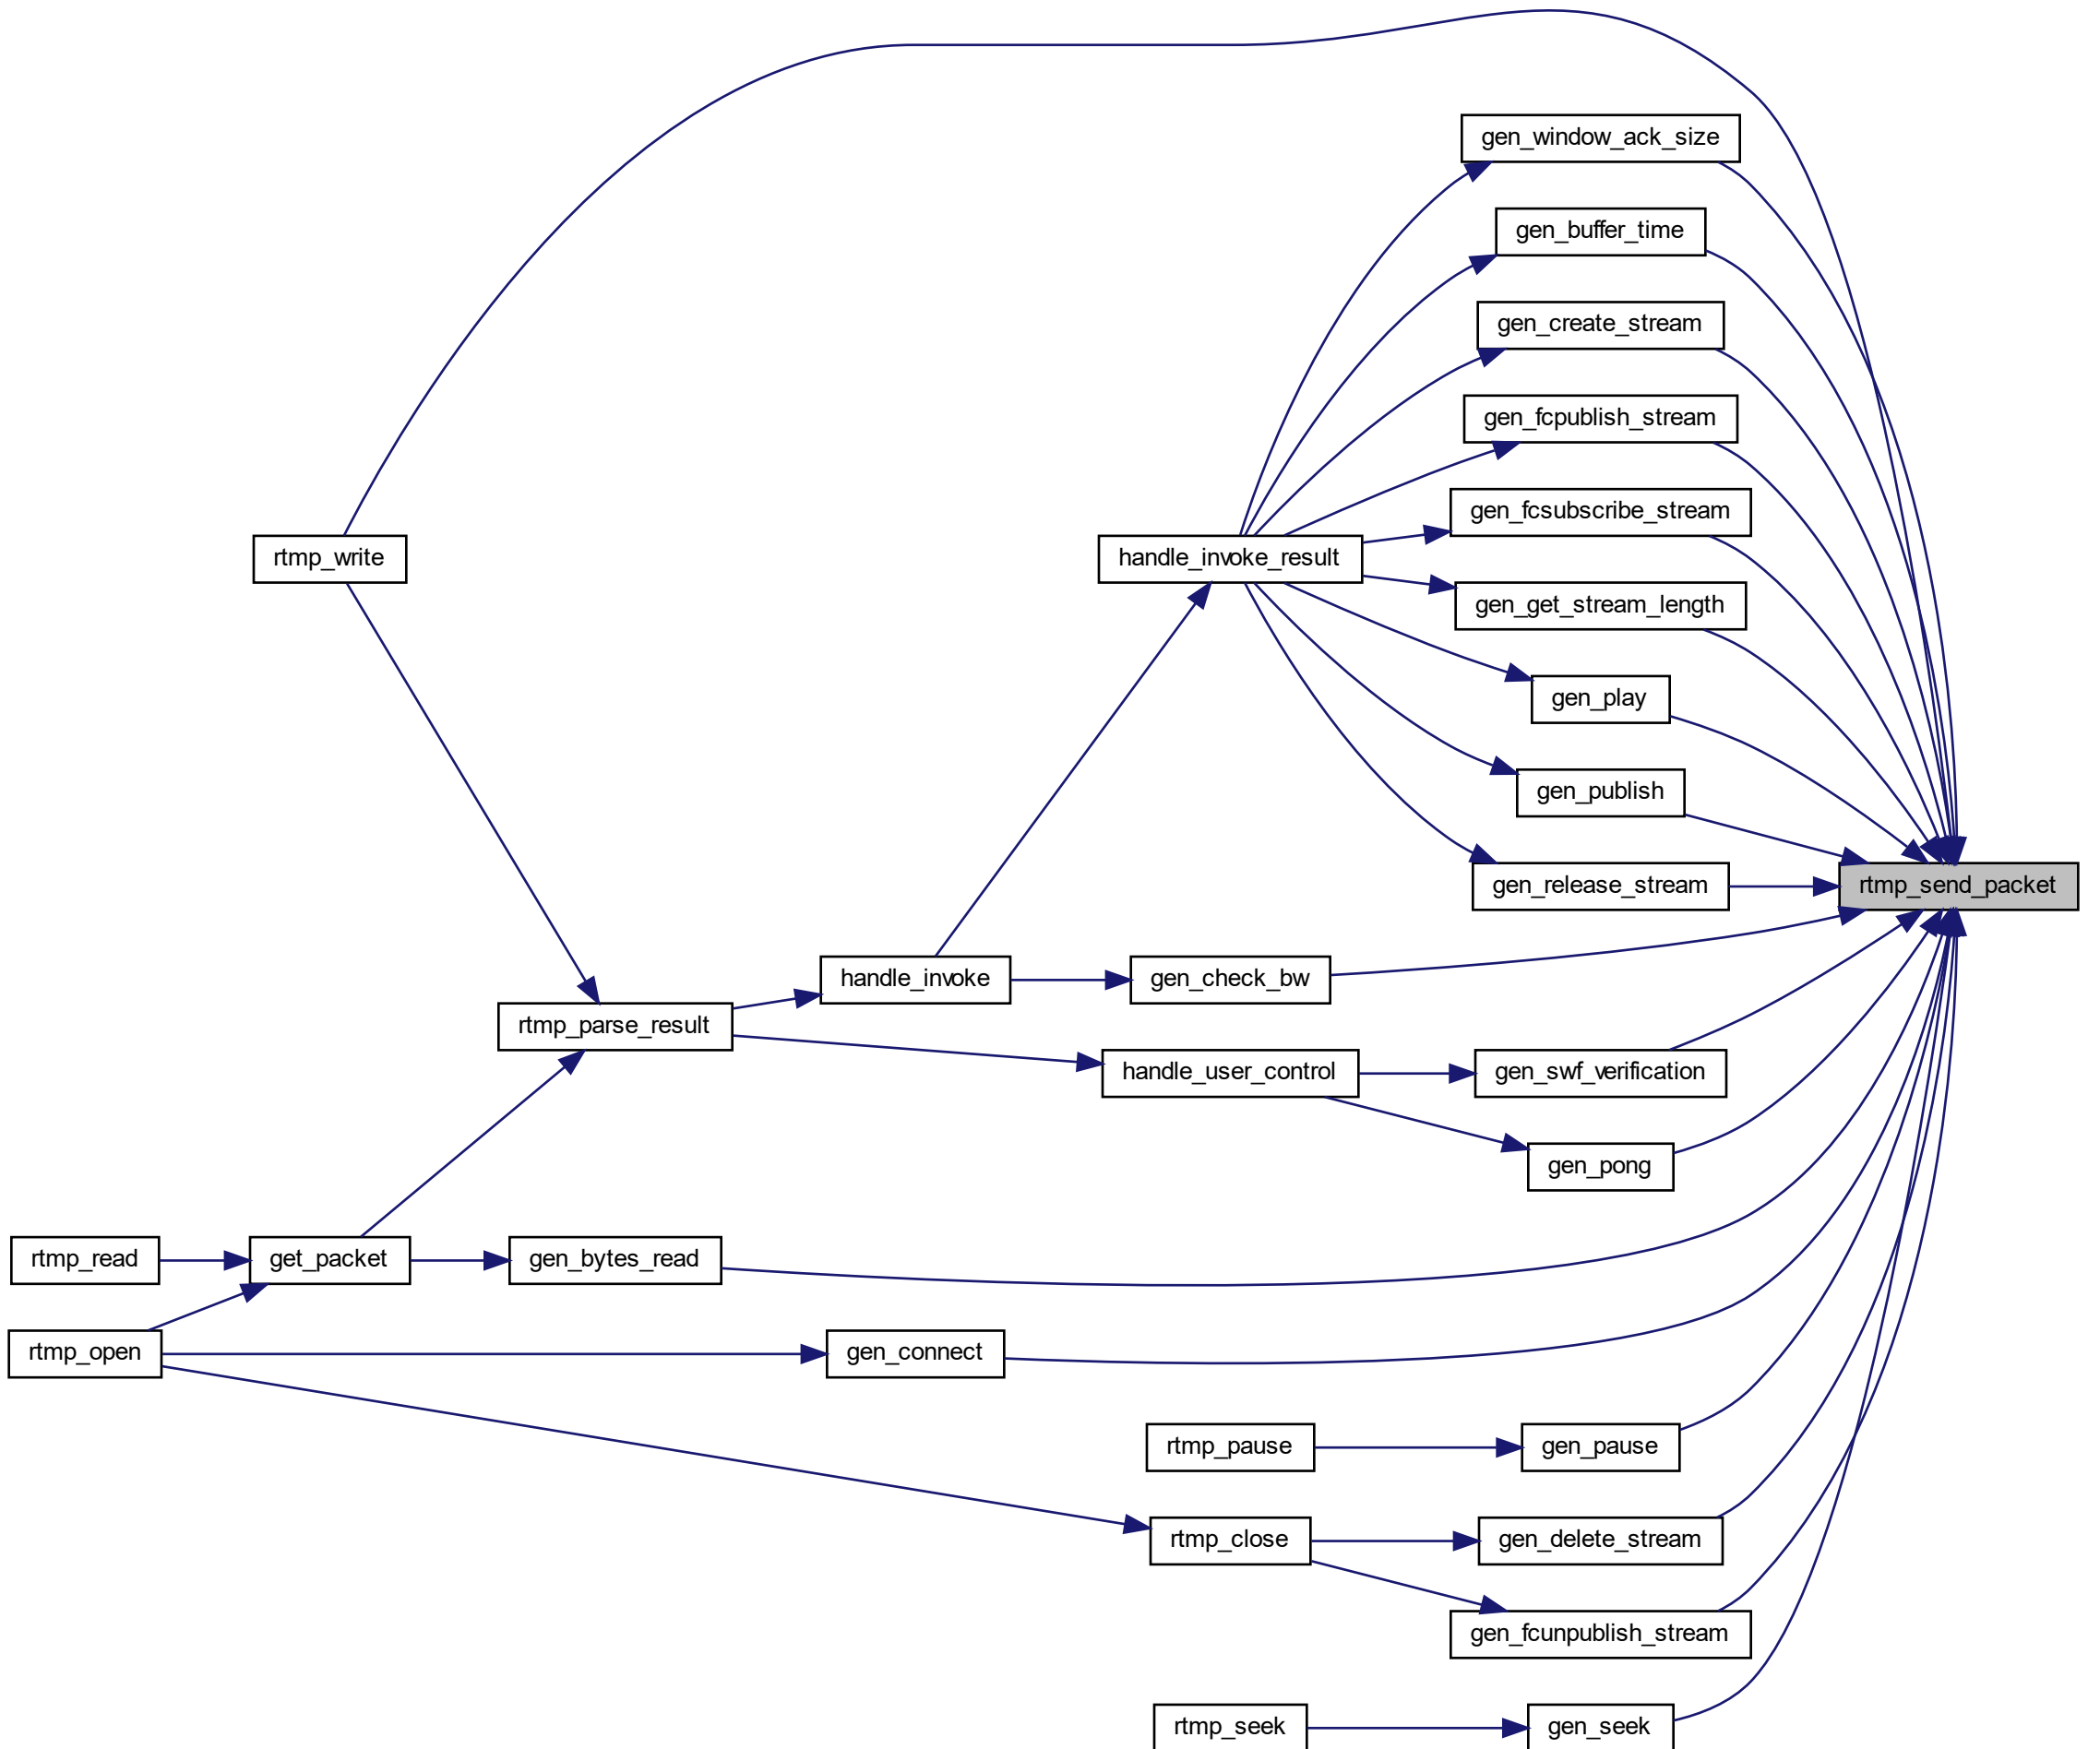 gen_window_ack_size
gen_buffer_time
gen_create_stream
gen_fcpublish_stream
gen_fcsubscribe_stream
rtmp_write
handle_invoke_result
gen_get_stream_length
gen_play
gen_publish
gen_release_stream
rtmp_send_packet
handle_invoke
gen_check_bw
rtmp_parse_result
handle_user_control
gen_swf_verification
gen_pong
rtmp_read
get_packet
gen_bytes_read
rtmp_open
gen_connect
rtmp_pause
gen_pause
rtmp_close
gen_delete_stream
gen_fcunpublish_stream
rtmp_seek
gen_seek